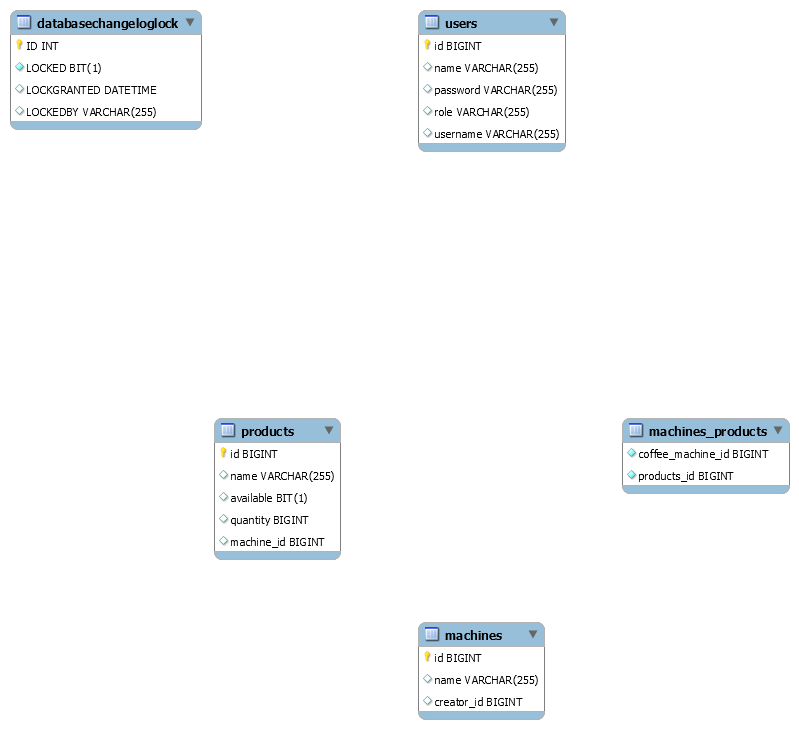 databasechangeloglock
ID INT
LOCKED BIT(1)
LOCKGRANTED DATETIME
LOCKEDBY VARCHAR(255)
users
id BIGINT
name VARCHAR(255)
password VARCHAR(255)
role VARCHAR(255)
username VARCHAR(255)
products
id BIGINT
name VARCHAR(255)
available BIT(1)
quantity BIGINT
machine_id BIGINT
machines_products
coffee_machine_id BIGINT
products_id BIGINT
machines
id BIGINT
name VARCHAR(255)
creator_id BIGINT